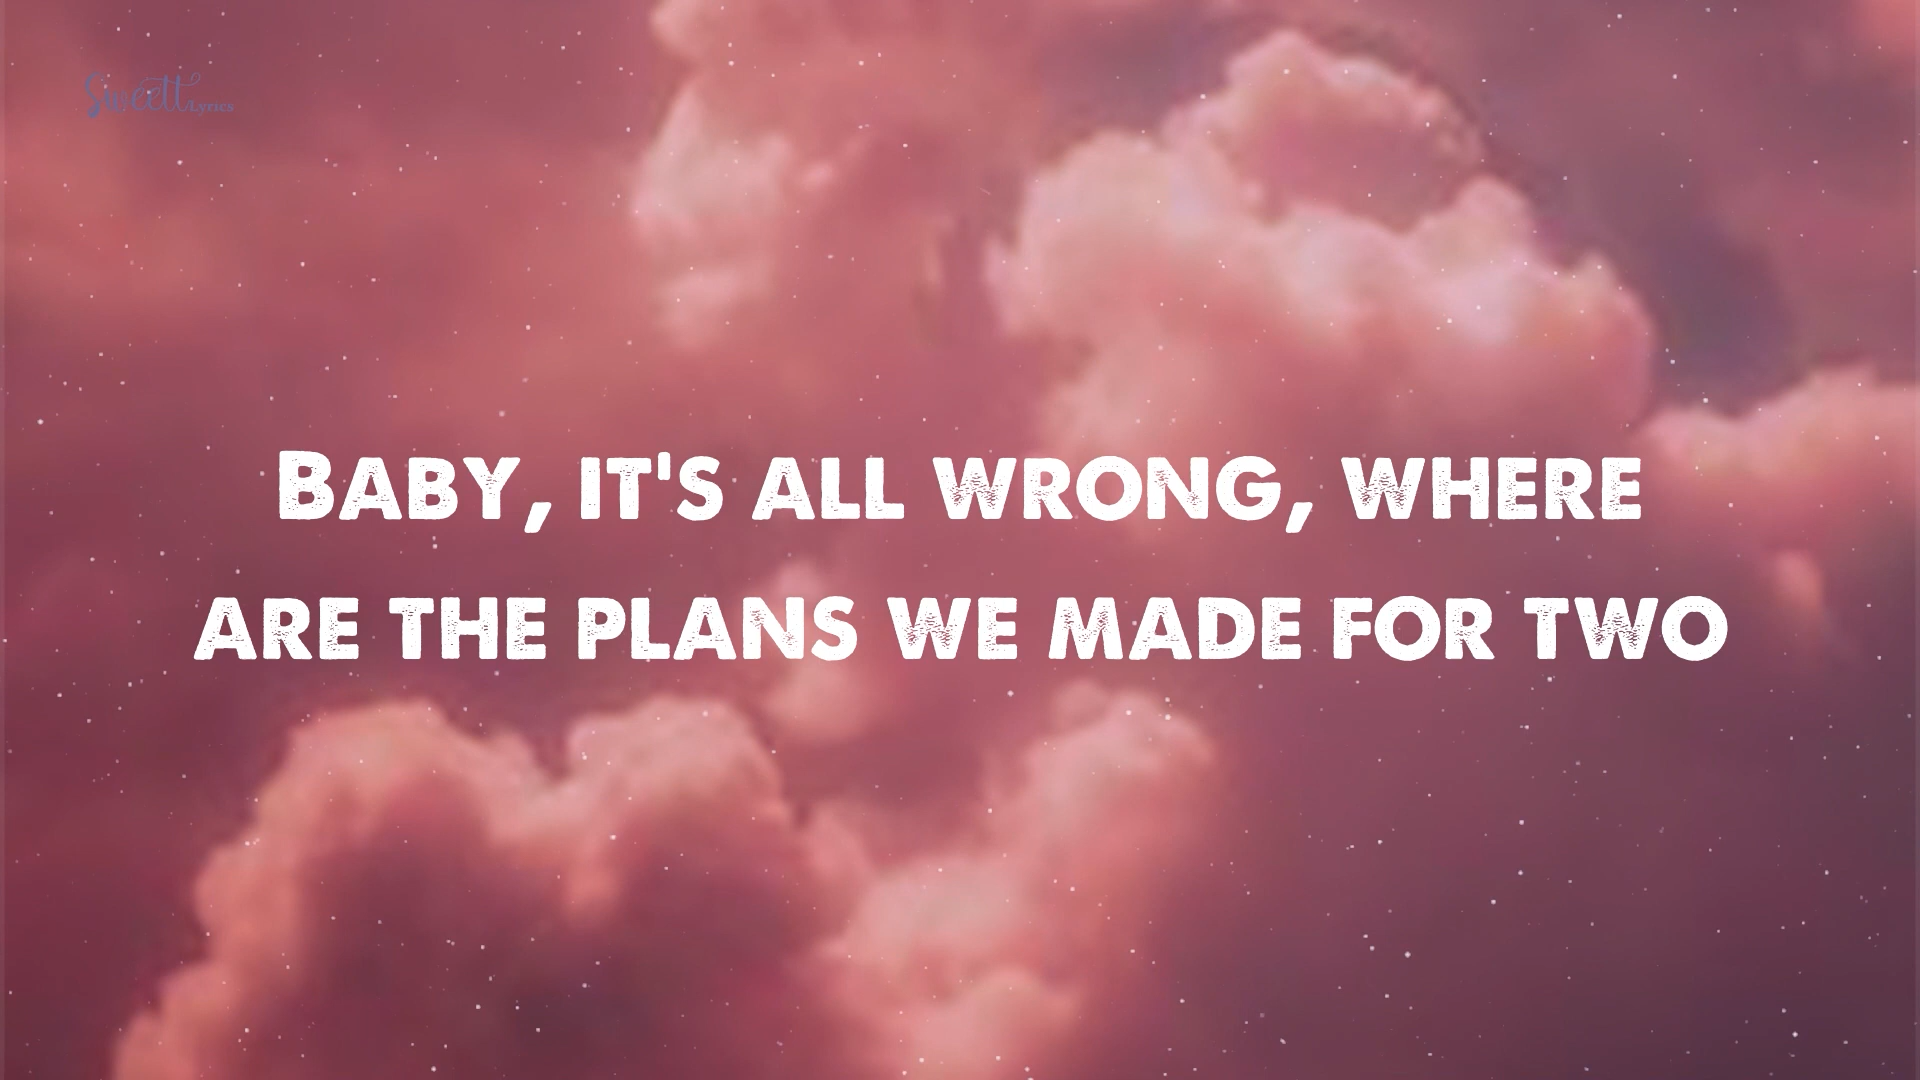 Sweett Lyrics
Baby, it's all wrong, where
are the plans we made for two